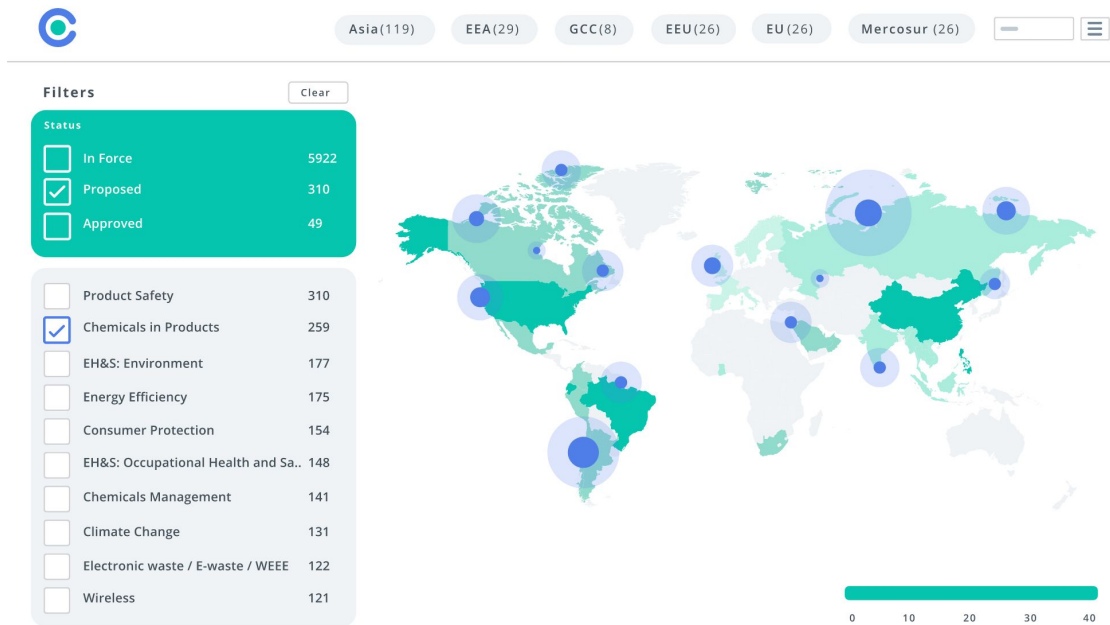 Asia(119) EEA(29) GCC(8) EEU(26) EU(26) Mercosur (26)
Filters Clear
Status
In Force 5922
Proposed 310
Approved 49
Product Safety 310
Chemicals in Products 259
EH&S: Environment 177
Energy Efficiency 175
Consumer Protection 154
EH&S: Occupational Health and Sa.. 148
Chemicals Management 141
Climate Change 131
Electronic waste / E-waste / WEEE 122
Wireless 121
0 10 20 30 40